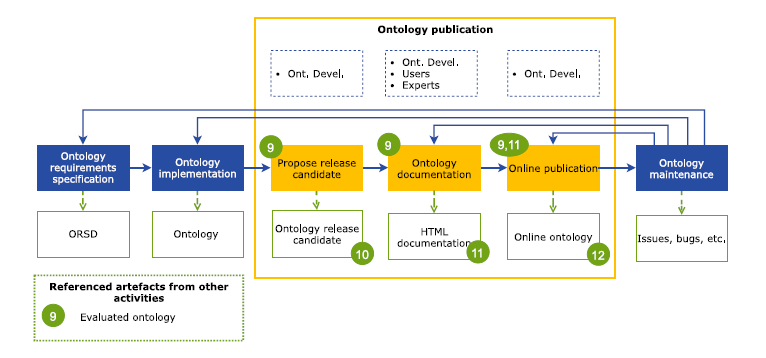 Ontology publication
• Ont. Devel.
• Ont. Devel.
• Users
• Experts
• Ont. Devel.
Ontology
requirements
specification
Ontology
implementation
9
Propose release
candidate
9
Ontology
documentation
9,11
Online publication
Ontology
maintenance
ORSD
Ontology
Ontology release
candidate
10
HTML
documentation
11
Online ontology
12
Issues, bugs, etc.
Referenced artefacts from other
activities
9 Evaluated ontology